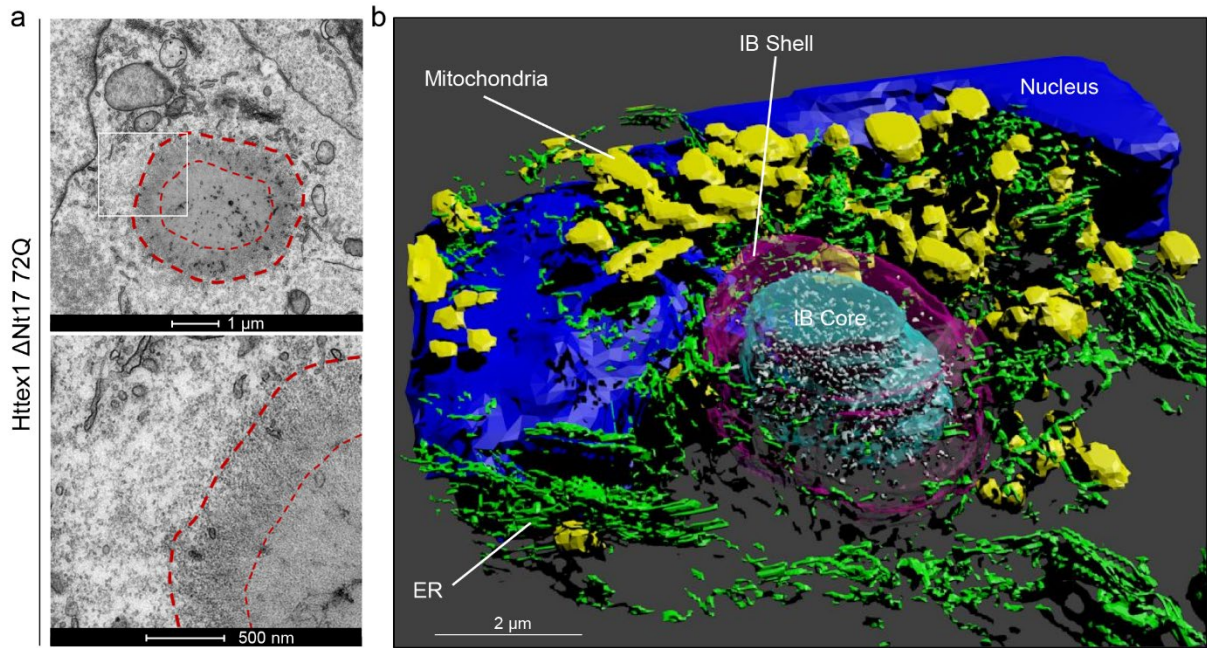 a
Httex1 ΔNt17 72Q
1 µm
500 nm
b
IB Shell
Mitochondria
Nucleus
IB Core
ER
2 µm